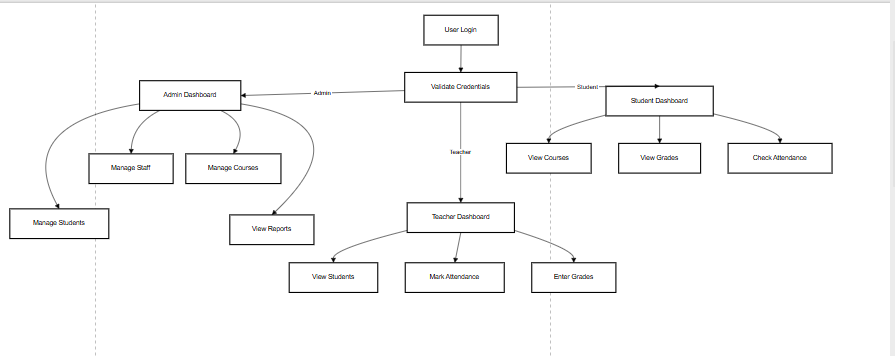 User Login
Validate Credentials
Admin Dashboard
Admin
Student
Student Dashboard
Teacher
View Courses
View Grades
Check Attendance
Manage Staff
Manage Courses
Manage Students
View Reports
Teacher Dashboard
View Students
Mark Attendance
Enter Grades